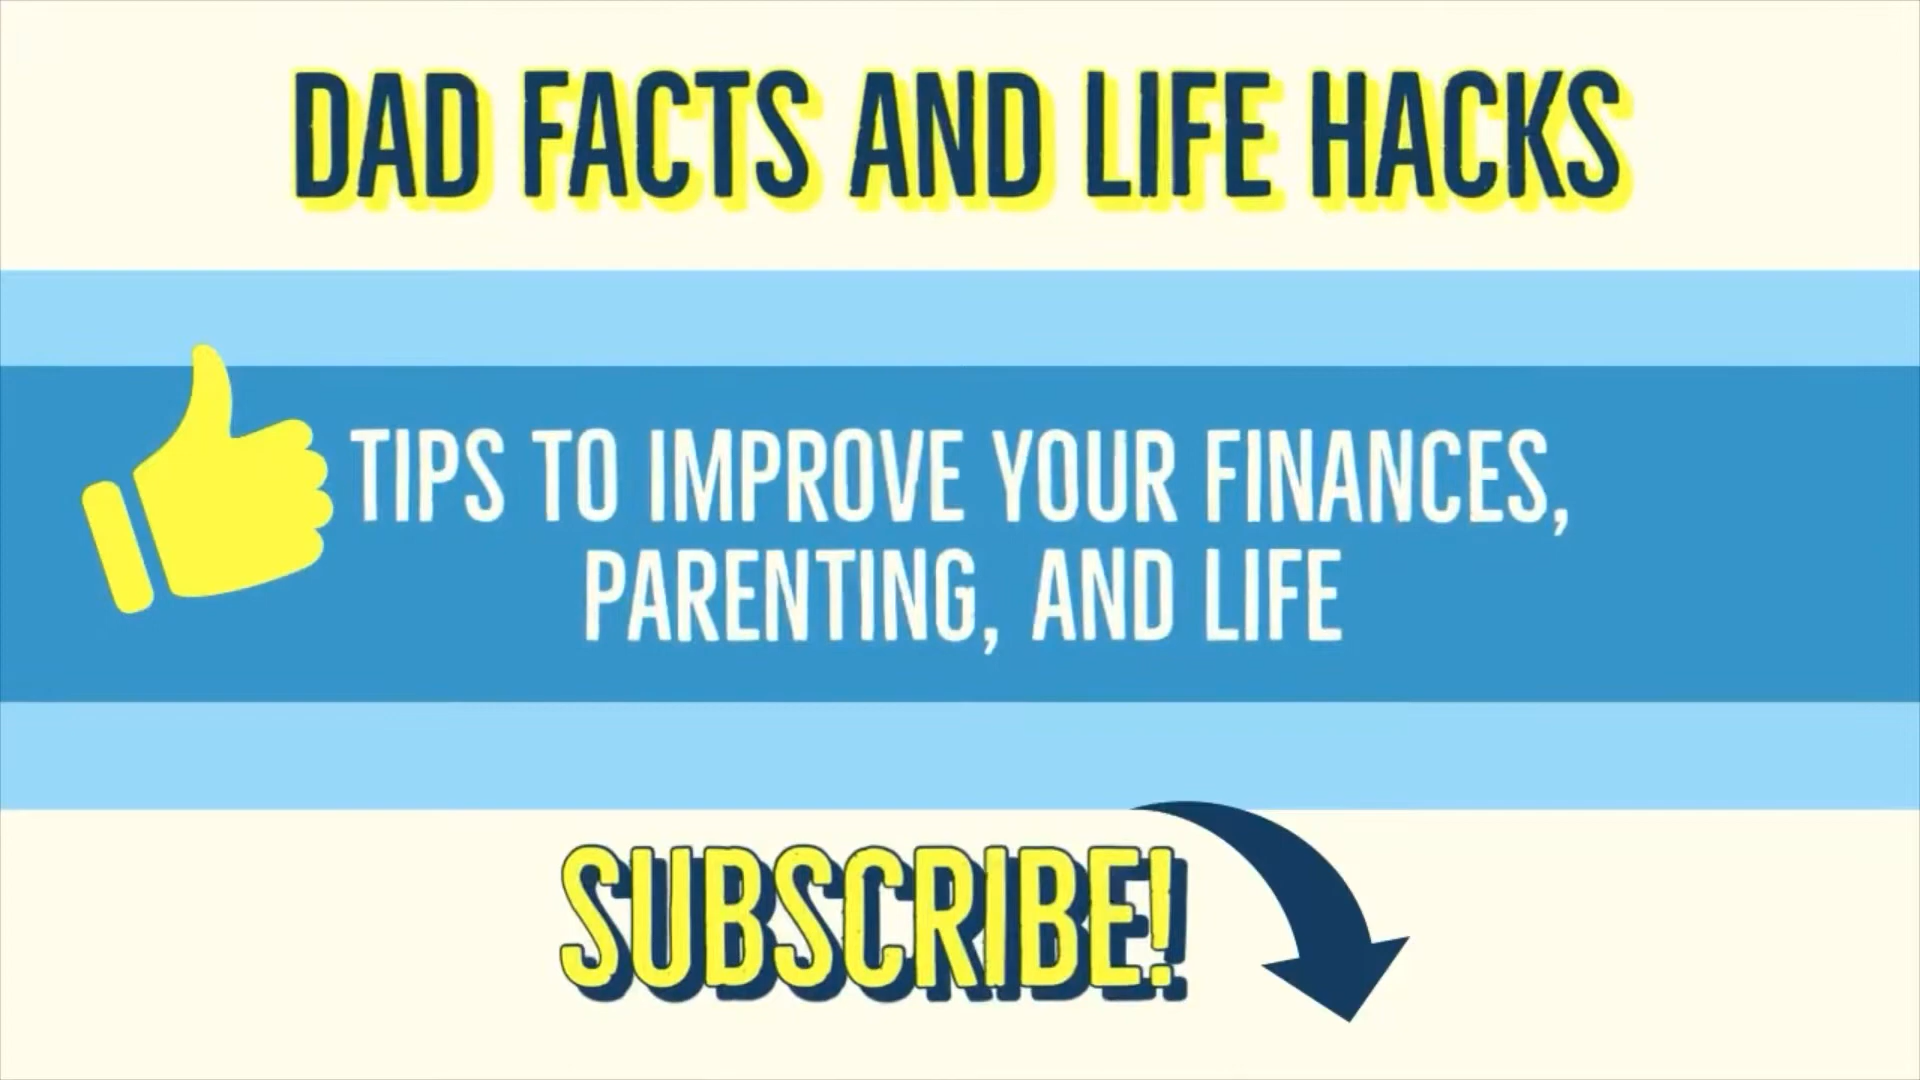 DAD FACTS AND LIFE HACKS
TIPS TO IMPROVE YOUR FINANCES,
PARENTING, AND LIFE
SUBSCRIBE!